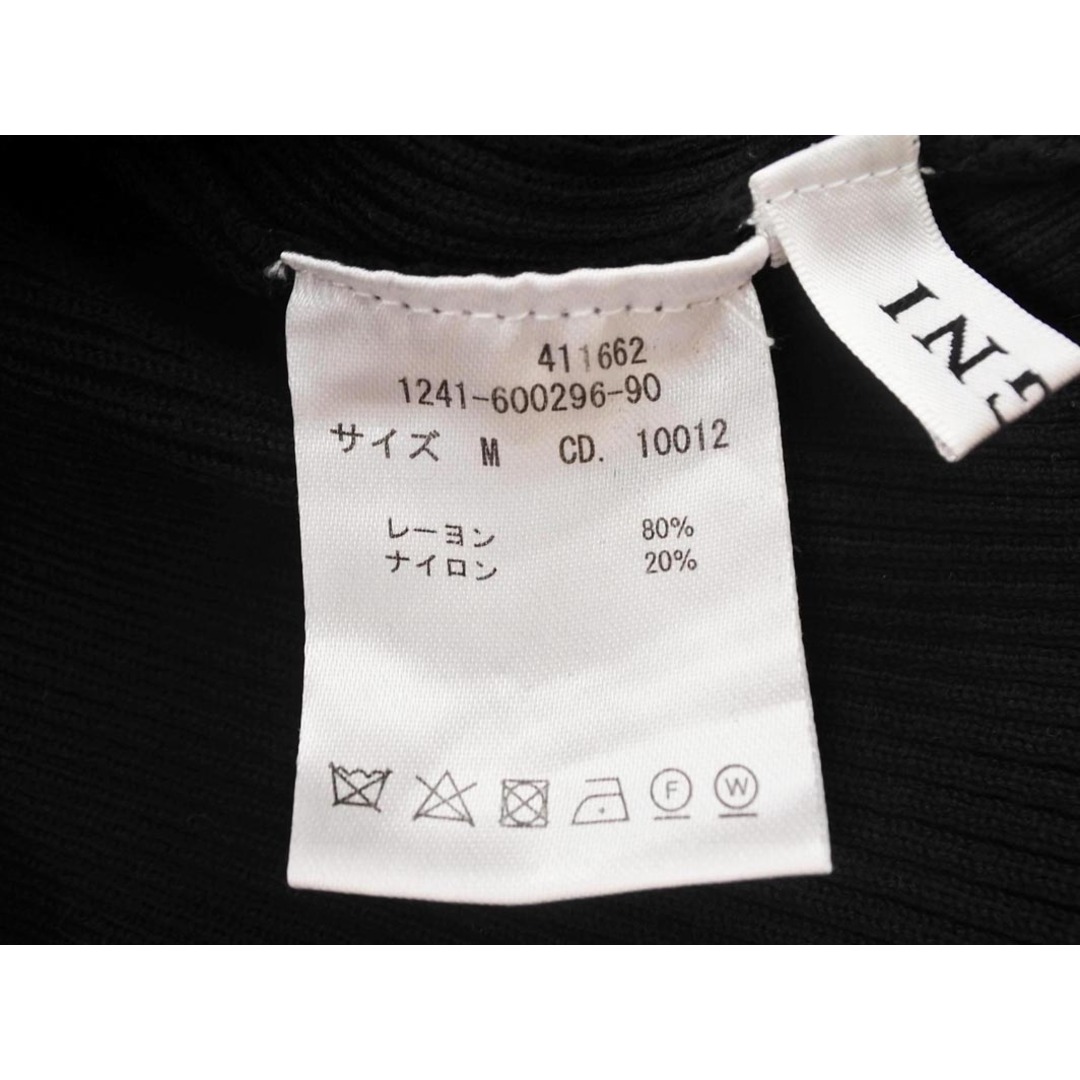 411662
1241-600296-90
サイズ M CD. 10012
レーヨン 80%
ナイロン 20%
F W